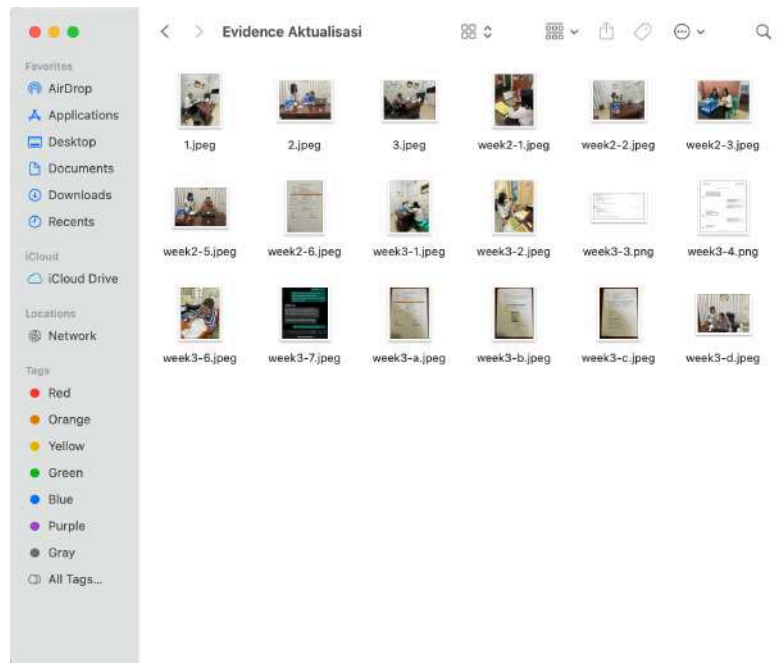 Evidence Aktualisasi
Favorites
AirDrop
Applications
Desktop
Documents
Downloads
Recents
iCloud
iCloud Drive
Locations
Network
Tags
Red
Orange
Yellow
Green
Blue
Purple
Gray
All Tags...
1.jpeg
2.jpeg
3.jpeg
week2-1.jpeg
week2-2.jpeg
week2-3.jpeg
week2-5.jpeg
week2-6.jpeg
week3-1.jpeg
week3-2.jpeg
week3-3.png
week3-4.png
week3-6.jpeg
week3-7.jpeg
week3-a.jpeg
week3-b.jpeg
week3-c.jpeg
week3-d.jpeg